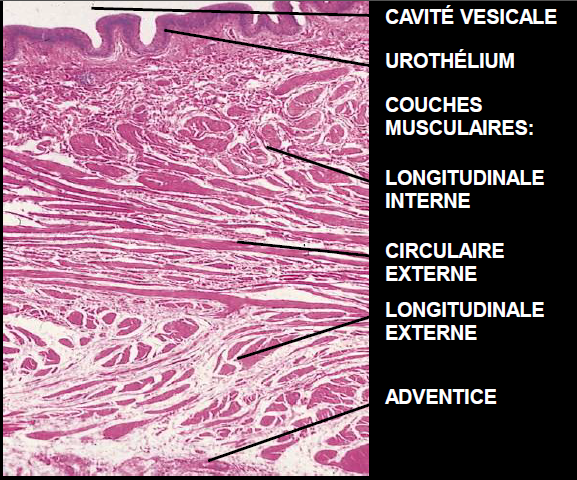 CAVITÉ VESICALE
UROTHÉLIUM
COUCHES
MUSCULAIRES:
LONGITUDINALE
INTERNE
CIRCULAIRE
EXTERNE
LONGITUDINALE
EXTERNE
ADVENTICE